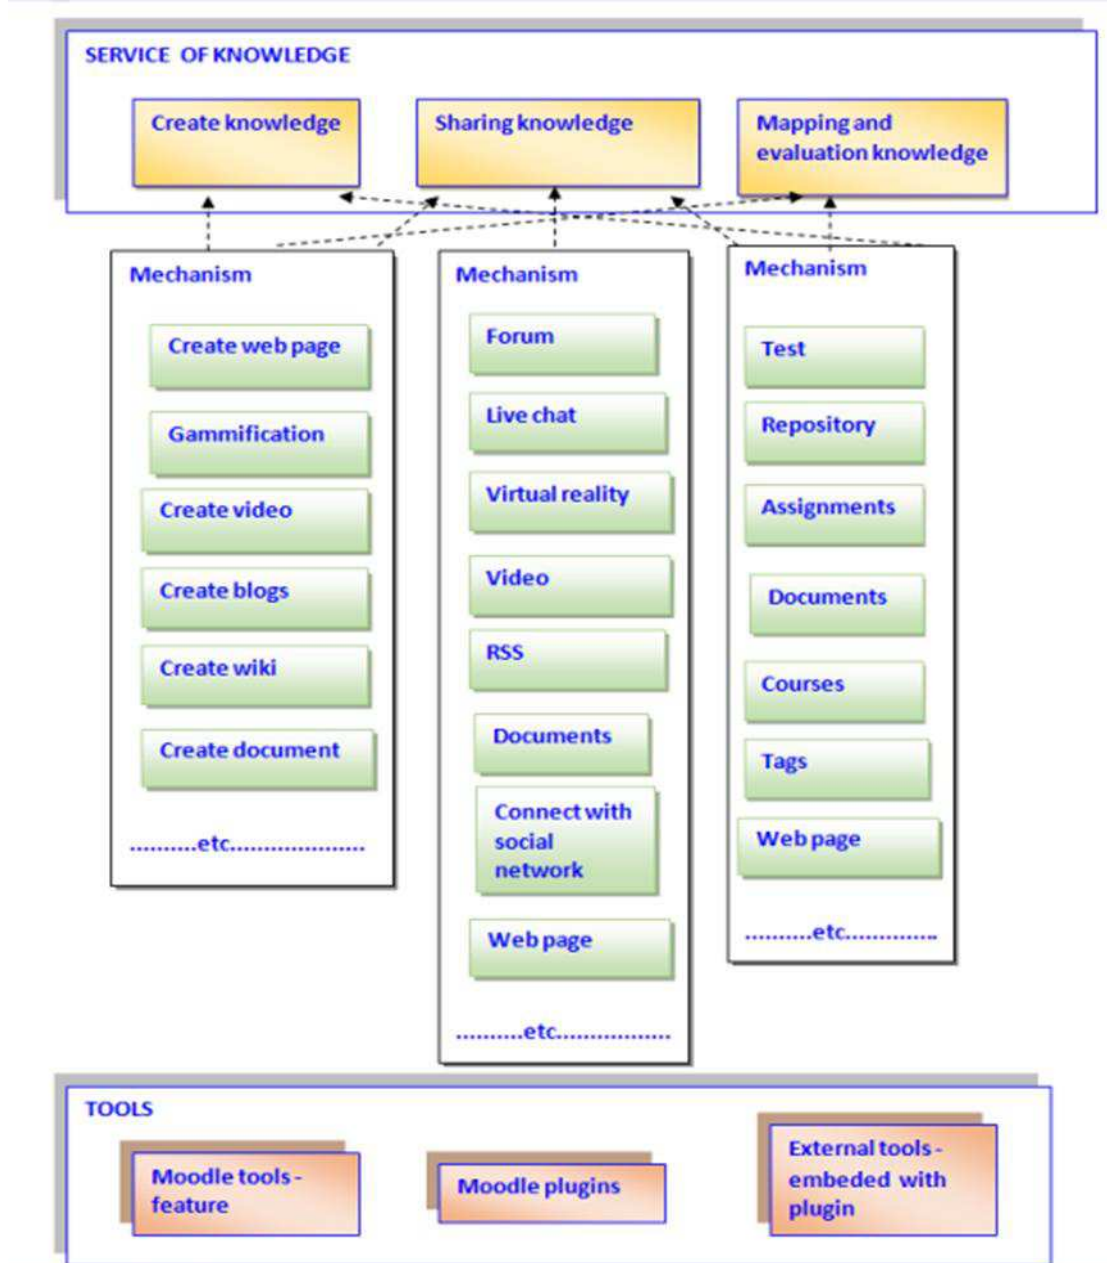 SERVICE OF KNOWLEDGE
Create knowledge
Sharing knowledge
Mapping and
evaluation knowledge
Mechanism
Create web page
Gammification
Create video
Create blogs
Create wiki
Create document
..........etc....................
Mechanism
Forum
Live chat
Virtual reality
Video
RSS
Documents
Connect with
social
network
Web page
..........etc.................
Mechanism
Test
Repository
Assignments
Documents
Courses
Tags
Web page
..........etc..............
TOOLS
Moodle tools -
feature
Moodle plugins
External tools -
embeded with
plugin